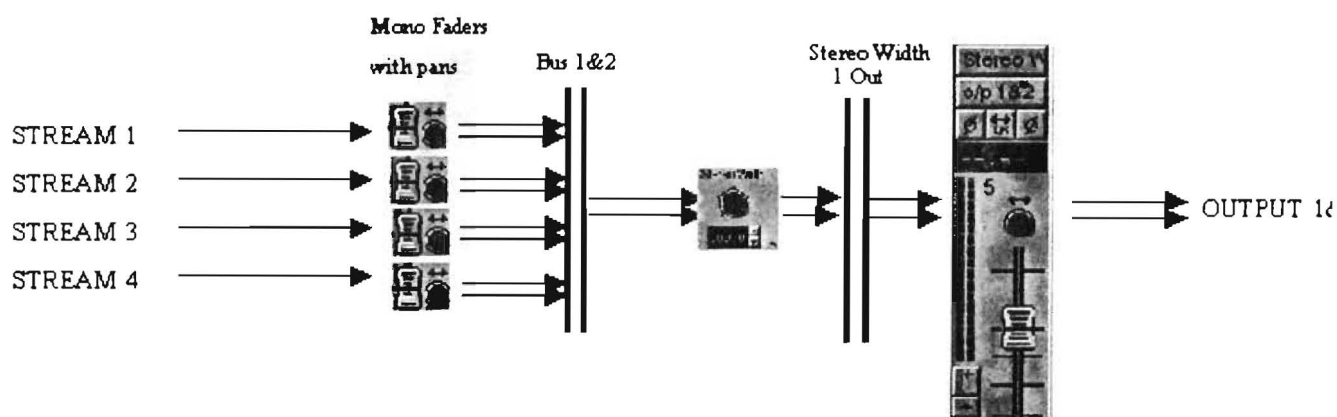 Mono Faders
with pans
Bus 1&2
Stereo Width
1 Out
STREAM 1
STREAM 2
STREAM 3
STREAM 4
Stereo W
o/p 1&2
5
OUTPUT 1